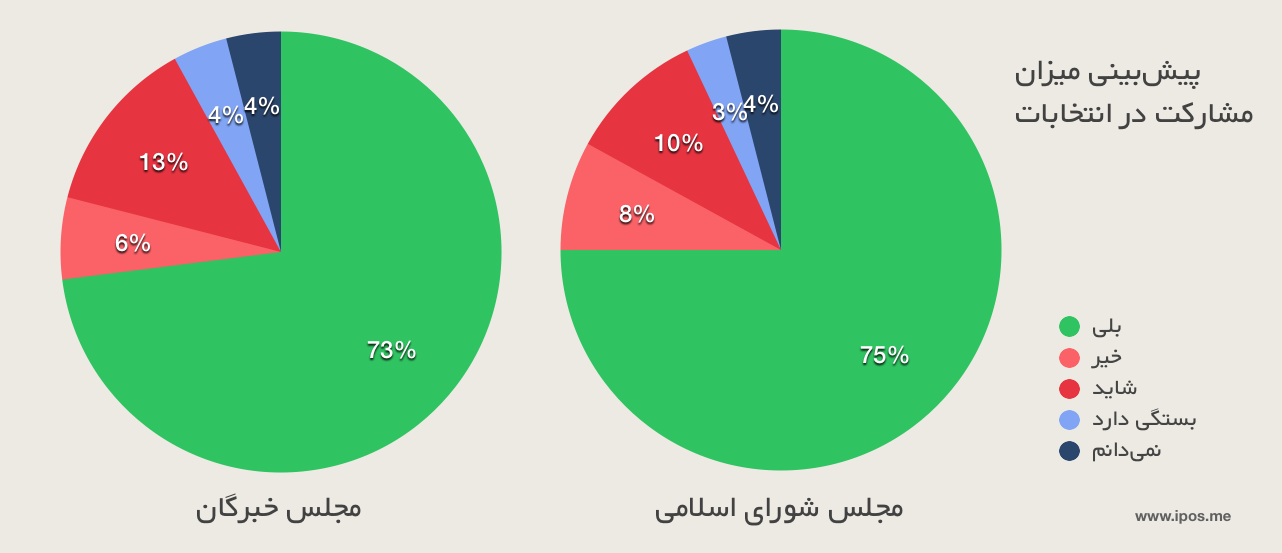 پیش‌بینی میزان
مشارکت در انتخابات
4%
3%
10%
8%
75%
مجلس شورای اسلامی
4%
4%
13%
6%
73%
مجلس خبرگان
بلی
خیر
شاید
بستگی دارد
نمی‌دانم
www.ipos.me